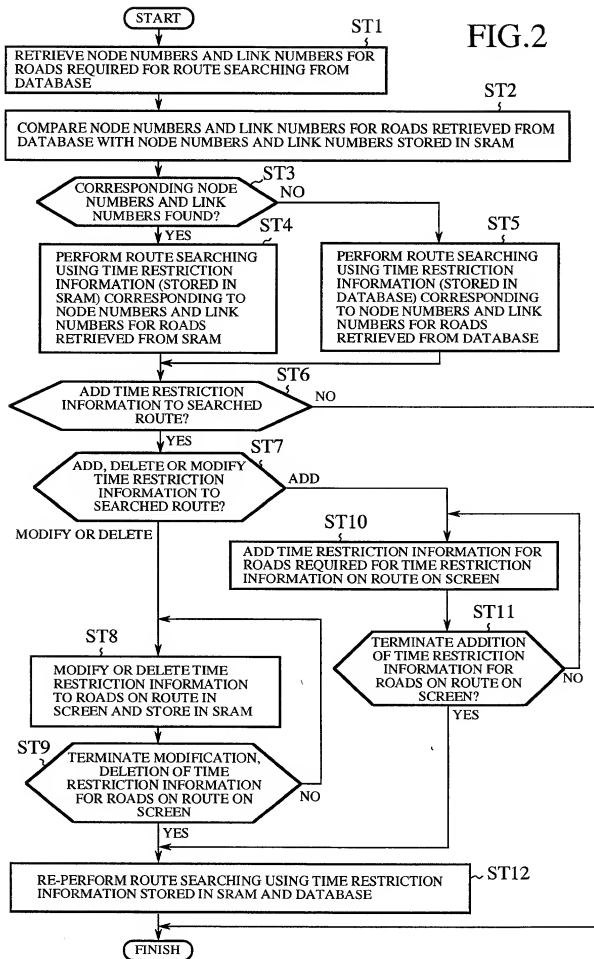 START
ST1
FIG.2
RETRIEVE NODE NUMBERS AND LINK NUMBERS FOR
ROADS REQUIRED FOR ROUTE SEARCHING FROM
DATABASE
ST2
COMPARE NODE NUMBERS AND LINK NUMBERS FOR ROADS RETRIEVED FROM
DATABASE WITH NODE NUMBERS AND LINK NUMBERS STORED IN SRAM
ST3
CORRESPONDING NODE
NUMBERS AND LINK
NUMBERS FOUND?
NO
YES
ST4
PERFORM ROUTE SEARCHING
USING TIME RESTRICTION
INFORMATION (STORED IN
SRAM) CORRESPONDING TO
NODE NUMBERS AND LINK
NUMBERS FOR ROADS
RETRIEVED FROM SRAM
ST5
PERFORM ROUTE SEARCHING
USING TIME RESTRICTION
INFORMATION (STORED IN
DATABASE) CORRESPONDING
TO NODE NUMBERS AND LINK
NUMBERS FOR ROADS
RETRIEVED FROM DATABASE
ST6
ADD TIME RESTRICTION
INFORMATION TO SEARCHED
ROUTE?
NO
YES
ST7
ADD, DELETE OR MODIFY
TIME RESTRICTION
INFORMATION TO
SEARCHED ROUTE?
ADD
MODIFY OR DELETE
ST10
ADD TIME RESTRICTION INFORMATION FOR
ROADS REQUIRED FOR TIME RESTRICTION
INFORMATION ON ROUTE ON SCREEN
ST11
TERMINATE ADDITION
OF TIME RESTRICTION
INFORMATION FOR
ROADS ON ROUTE ON
SCREEN?
NO
YES
ST8
MODIFY OR DELETE TIME
RESTRICTION INFORMATION
TO ROADS ON ROUTE IN
SCREEN AND STORE IN SRAM
ST9
TERMINATE MODIFICATION,
DELETION OF TIME
RESTRICTION INFORMATION
FOR ROADS ON ROUTE ON
SCREEN
NO
YES
ST12
RE-PERFORM ROUTE SEARCHING USING TIME RESTRICTION
INFORMATION STORED IN SRAM AND DATABASE
FINISH